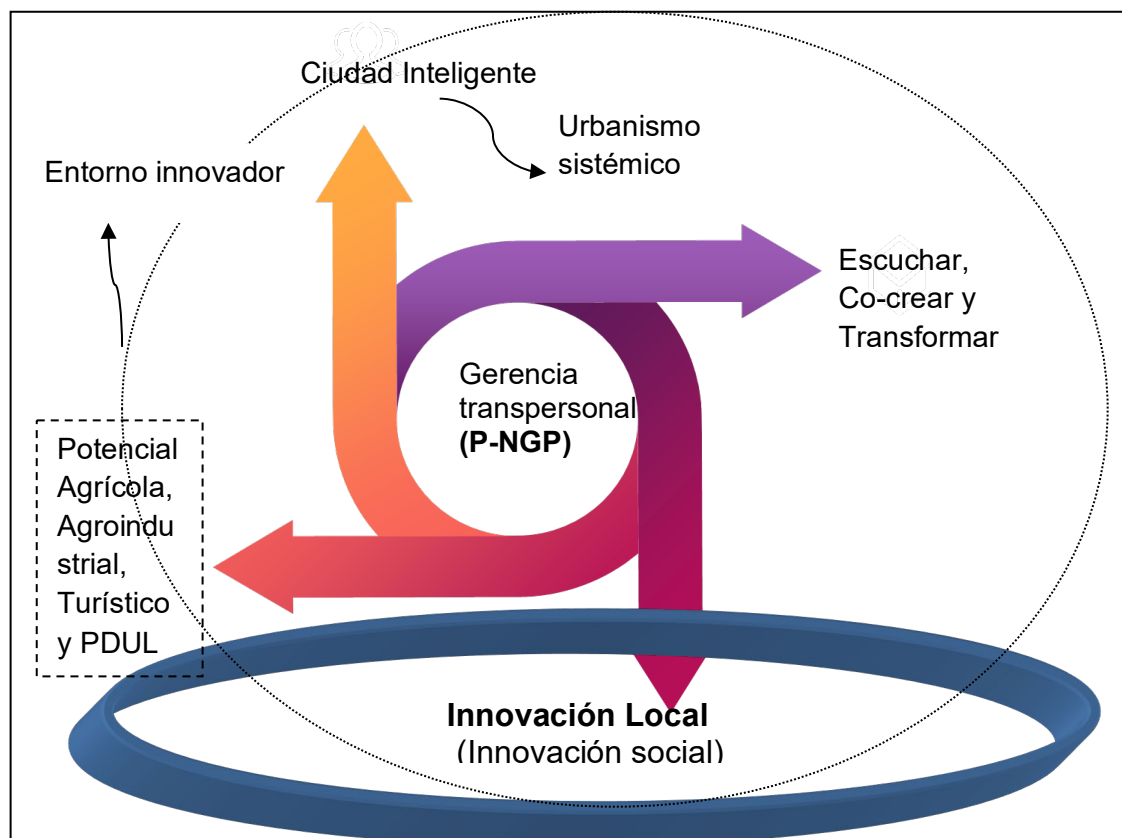 Ciudad Inteligente
Urbanismo
sistémico
Entorno innovador
Escuchar,
Co-crear y
Transformar
Gerencia
transpersonal
(P-NGP)
Potencial
Agrícola,
Agroindu
strial,
Turístico
y PDUL
Innovación Local
(Innovación social)